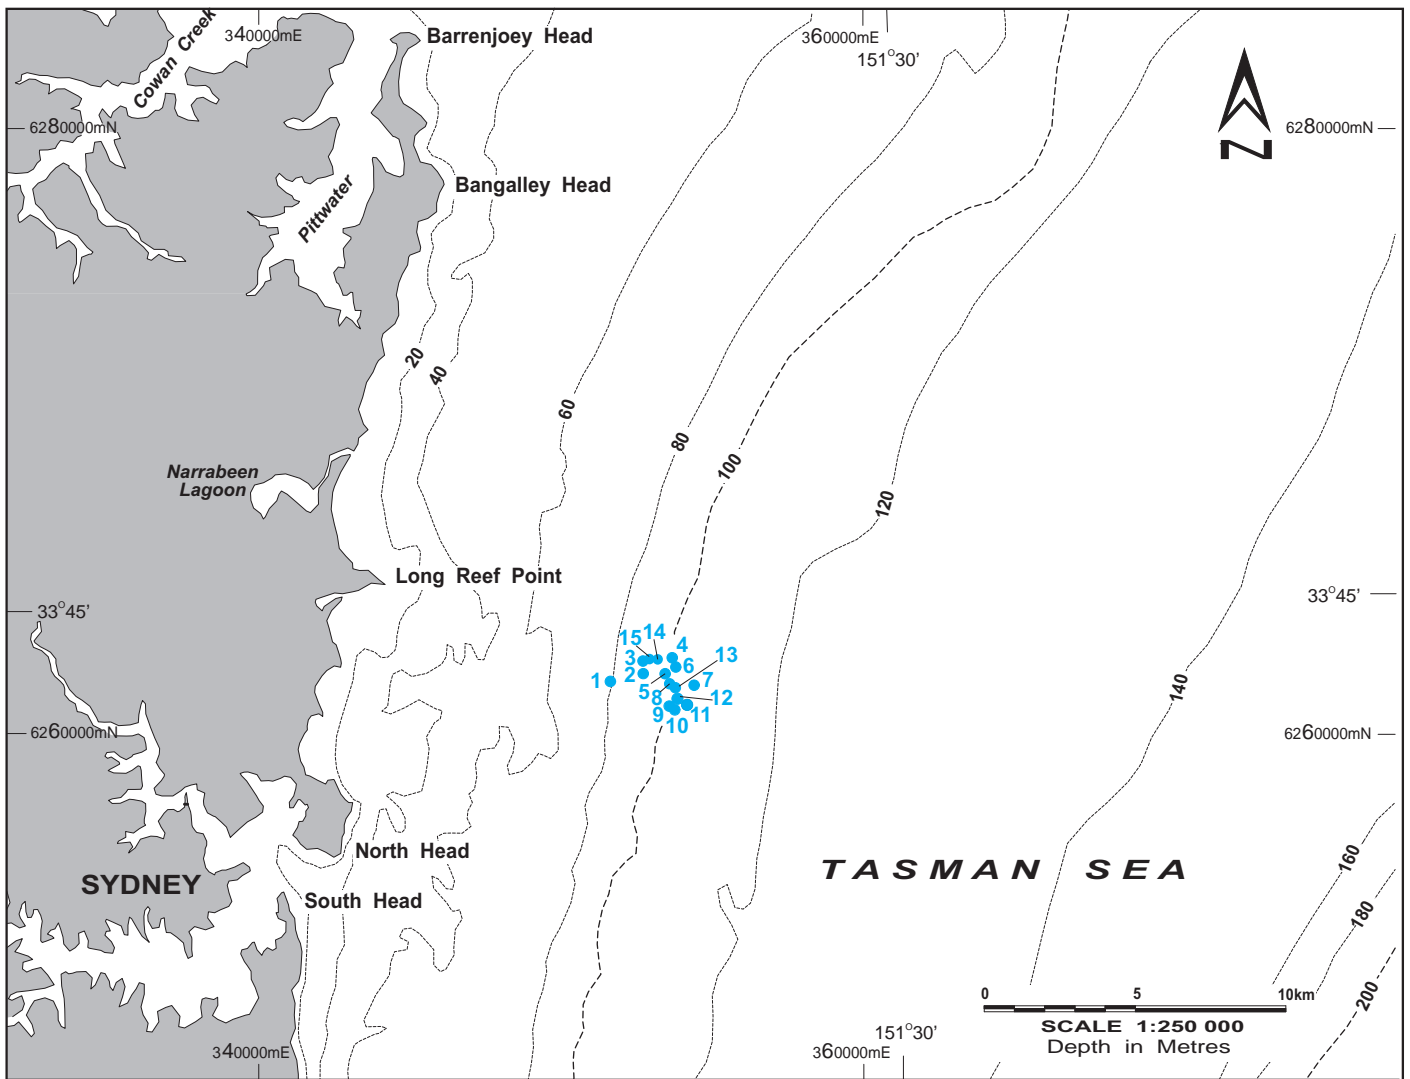 Cowan Creek
340000mE
Barrenjoey Head
360000mE
151°30'
6280000mN
6280000mN
N
Bangalley Head
Pittwater
20
40
60
80
100
120
140
Narrabeen
Lagoon
Long Reef Point
33°45'
33°45'
15 14 4
3 6 13
2
1 5 8 7 12
9 10 11
6260000mN
6260000mN
North Head
TASMAN SEA
160
SYDNEY
South Head
180
200
0 5 10km
SCALE 1:250 000
Depth in Metres
151°30'
340000mE
360000mE